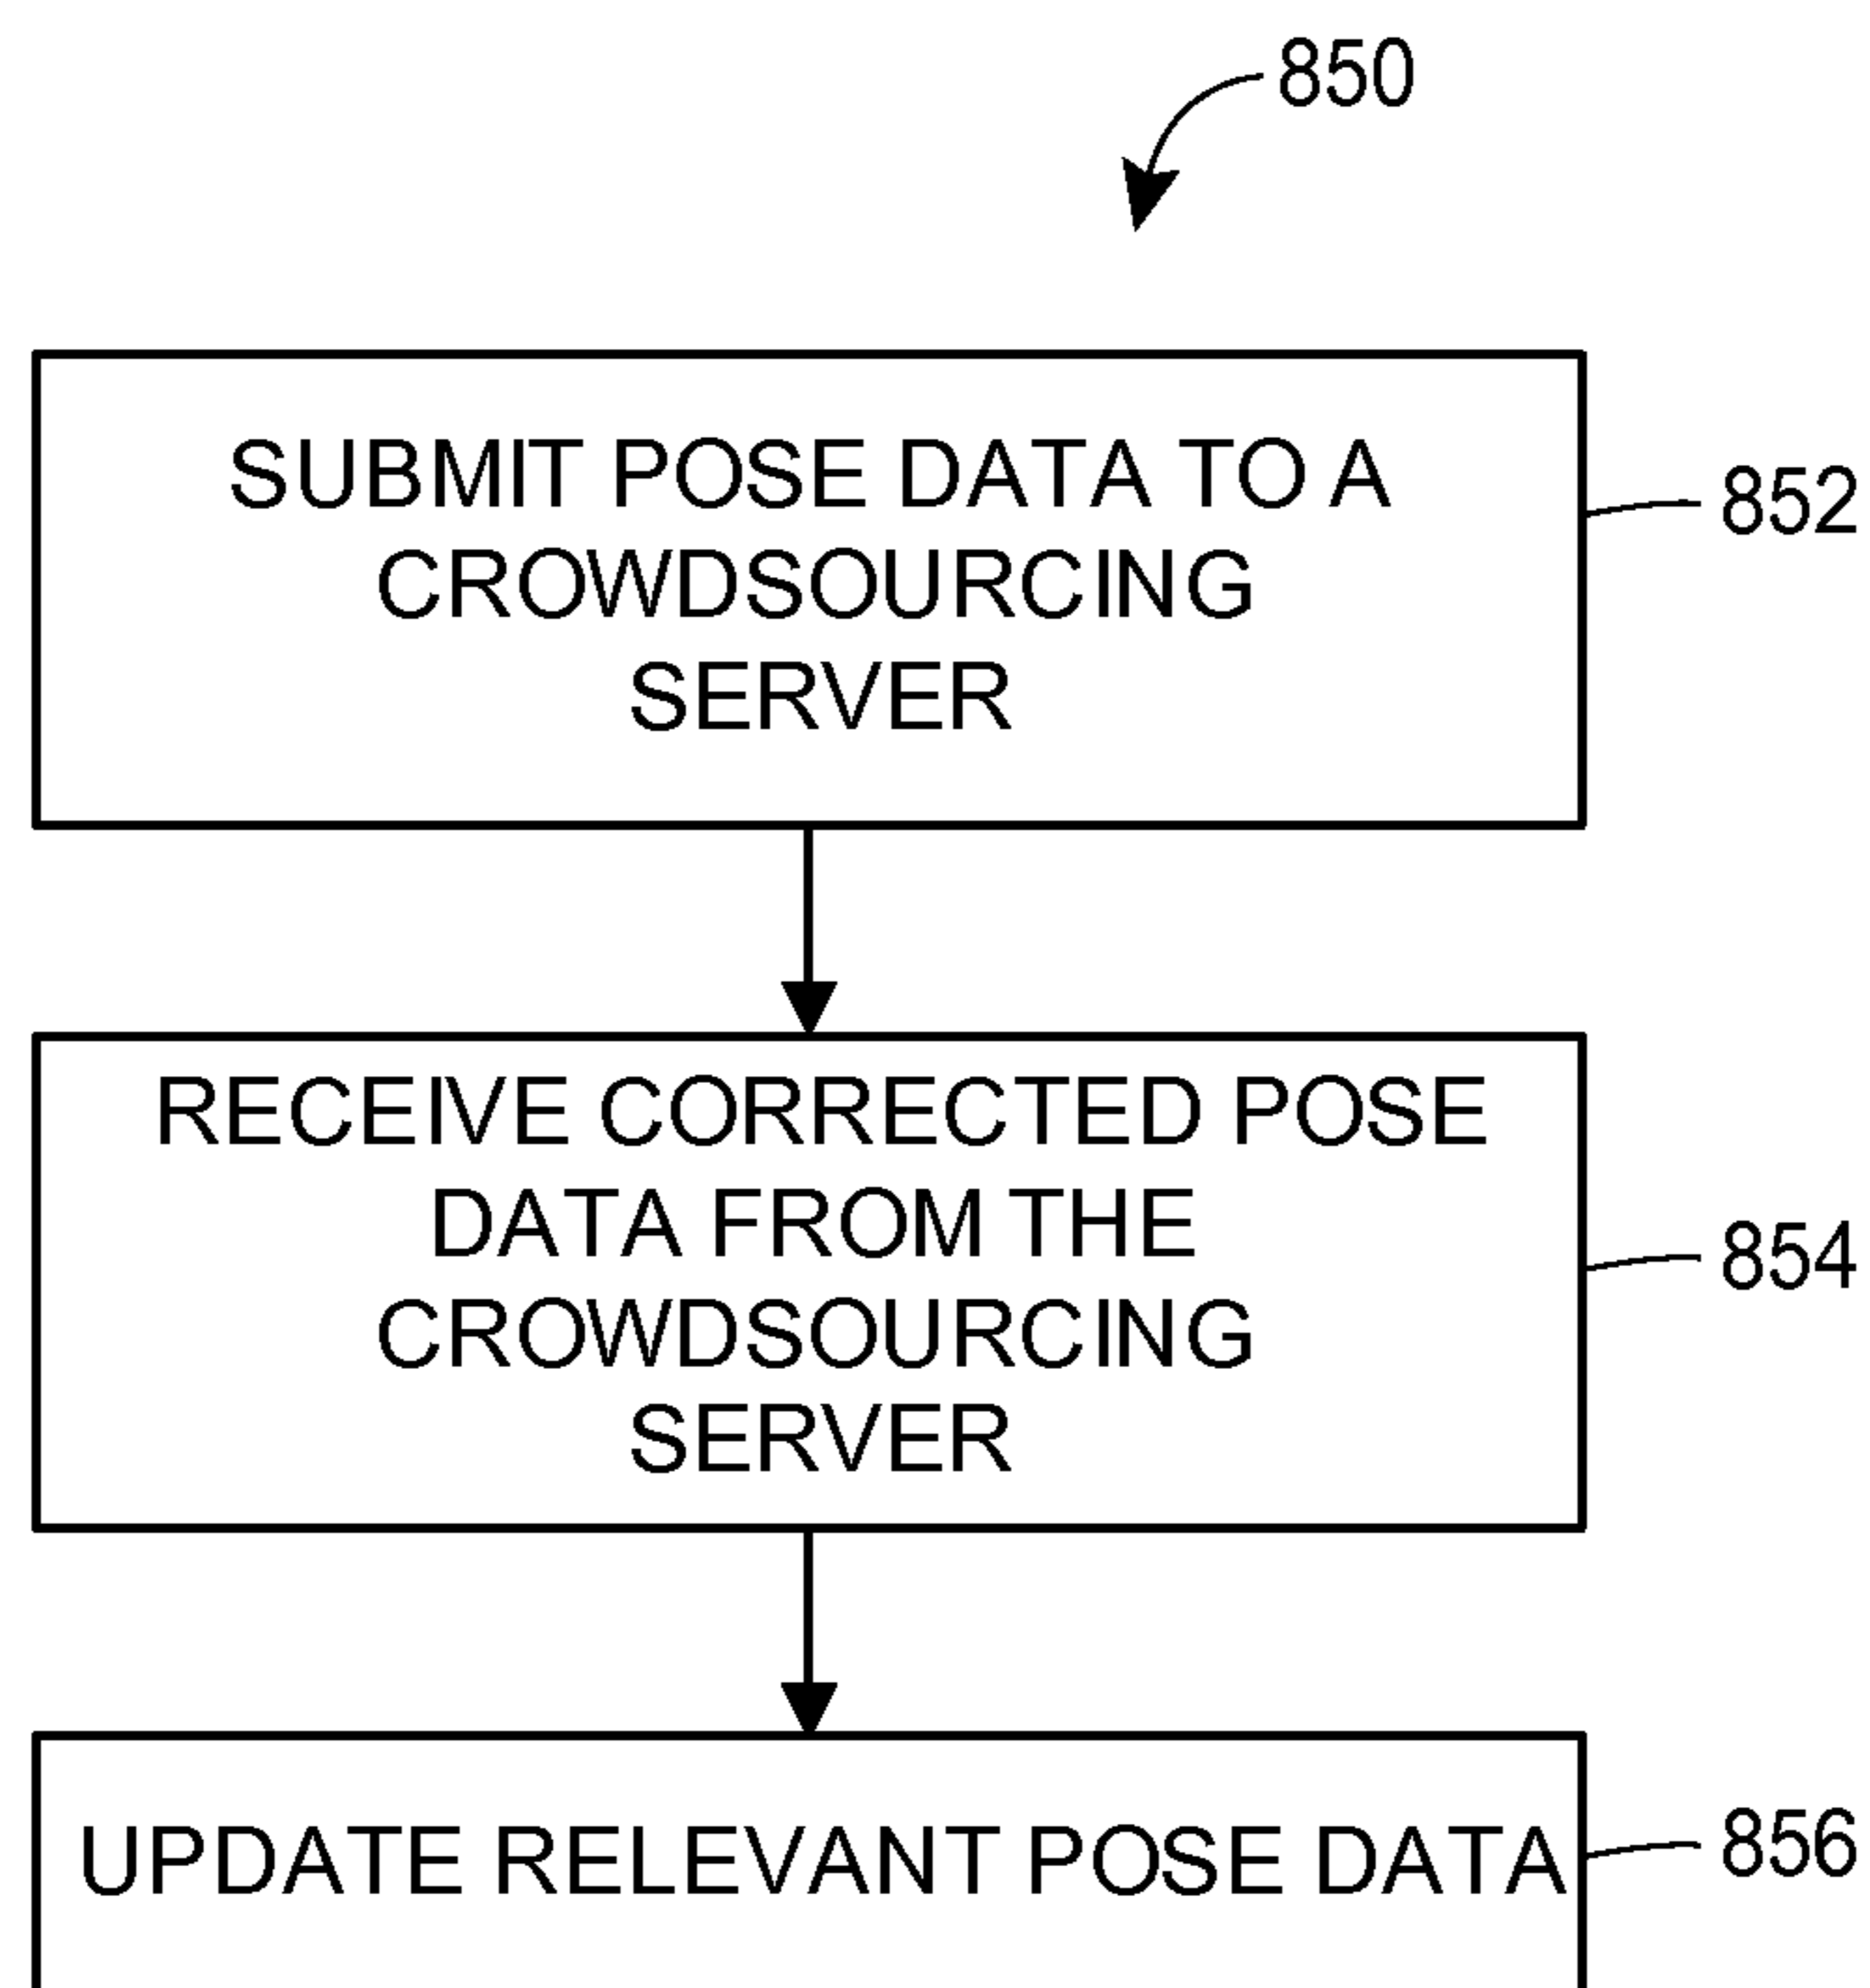 850
SUBMIT POSE DATA TO A
CROWDSOURCING
SERVER
852
RECEIVE CORRECTED POSE
DATA FROM THE
CROWDSOURCING
SERVER
854
UPDATE RELEVANT POSE DATA
856